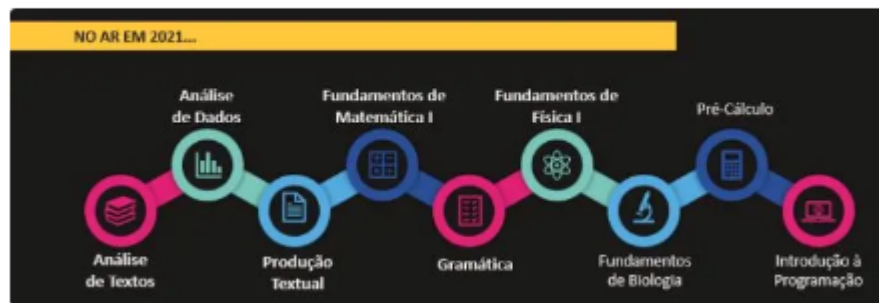 NO AR EM 2021...
Análise
de Dados
Fundamentos de
Matemática I
Fundamentos de
Física I
Pré-Cálculo
Análise
de Textos
Produção
Textual
Gramática
Fundamentos
de Biologia
Introdução à
Programação